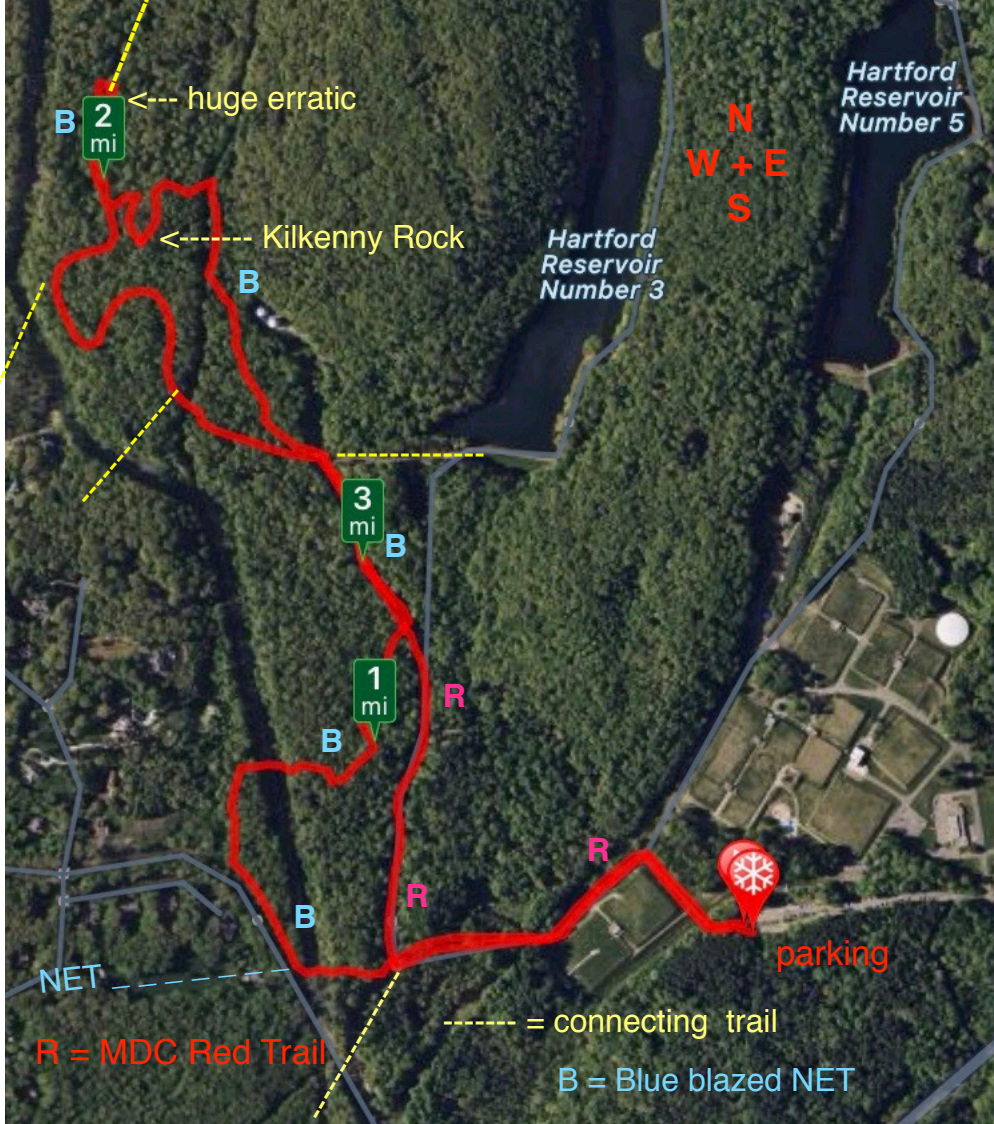 <--- huge erratic
B
2
mi
Hartford
Reservoir
Number 5
N
W + E
S
<------- Kilkenny Rock
Hartford
Reservoir
Number 3
B
3
mi
B
1
mi
R
B
R
R
B
parking
NET
------ = connecting trail
R = MDC Red Trail
B = Blue blazed NET